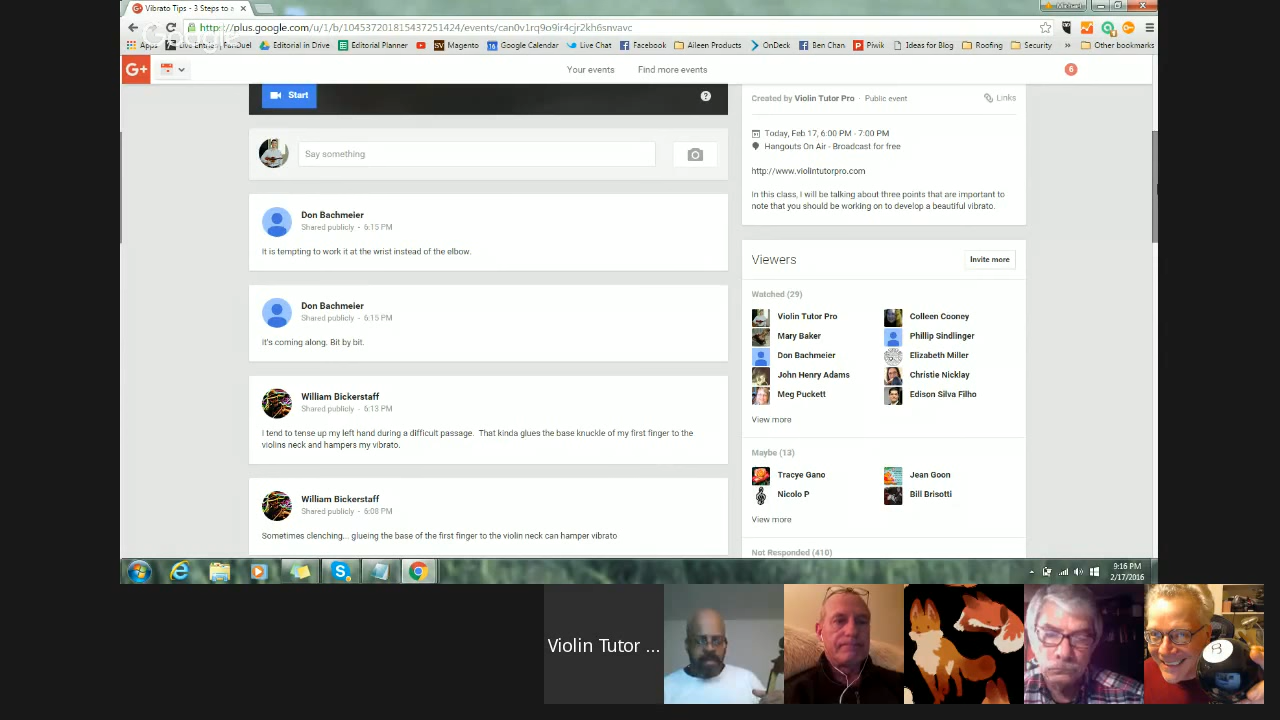 Vibrato Tips - 3 Steps to a
Michael
https://plus.google.com/u/1/b/104537201815437251424/events/can0v1rq9o9ir4cjr2kh6snvavc
Google
Apps
Editorial in Drive
Editorial Planner
Magento
Google Calendar
Live Chat
Facebook
Aileen Products
OnDeck
Ben Chan
Piwik
Ideas for Blog
Roofing
Security
»
Other bookmarks
G+
Your events
Find more events
6
Start
?
Say something
Don Bachmeier
Shared publicly - 6:15 PM
It is tempting to work it at the wrist instead of the elbow.
Don Bachmeier
Shared publicly - 6:15 PM
It's coming along. Bit by bit.
William Bickerstaff
Shared publicly - 6:13 PM
I tend to tense up my left hand during a difficult passage. That kinda glues the base knuckle of my first finger to the
violins neck and hampers my vibrato.
William Bickerstaff
Shared publicly - 6:08 PM
Sometimes clenching... glueing the base of the first finger to the violin neck can hamper vibrato
Created by Violin Tutor Pro · Public event
Links
Today, Feb 17, 6:00 PM - 7:00 PM
Hangouts On Air - Broadcast for free
http://www.violintutorpro.com
In this class, I will be talking about three points that are important to
note that you should be working on to develop a beautiful vibrato.
Viewers
Invite more
Watched (29)
Violin Tutor Pro
Colleen Cooney
Mary Baker
Phillip Sindlinger
Don Bachmeier
Elizabeth Miller
John Henry Adams
Christie Nicklay
Meg Puckett
Edison Silva Filho
View more
Maybe (13)
Tracye Gano
Jean Goon
Nicolo P
Bill Brisotti
View more
Not Responded (410)
9:16 PM
2/17/2016
Violin Tutor ...
8